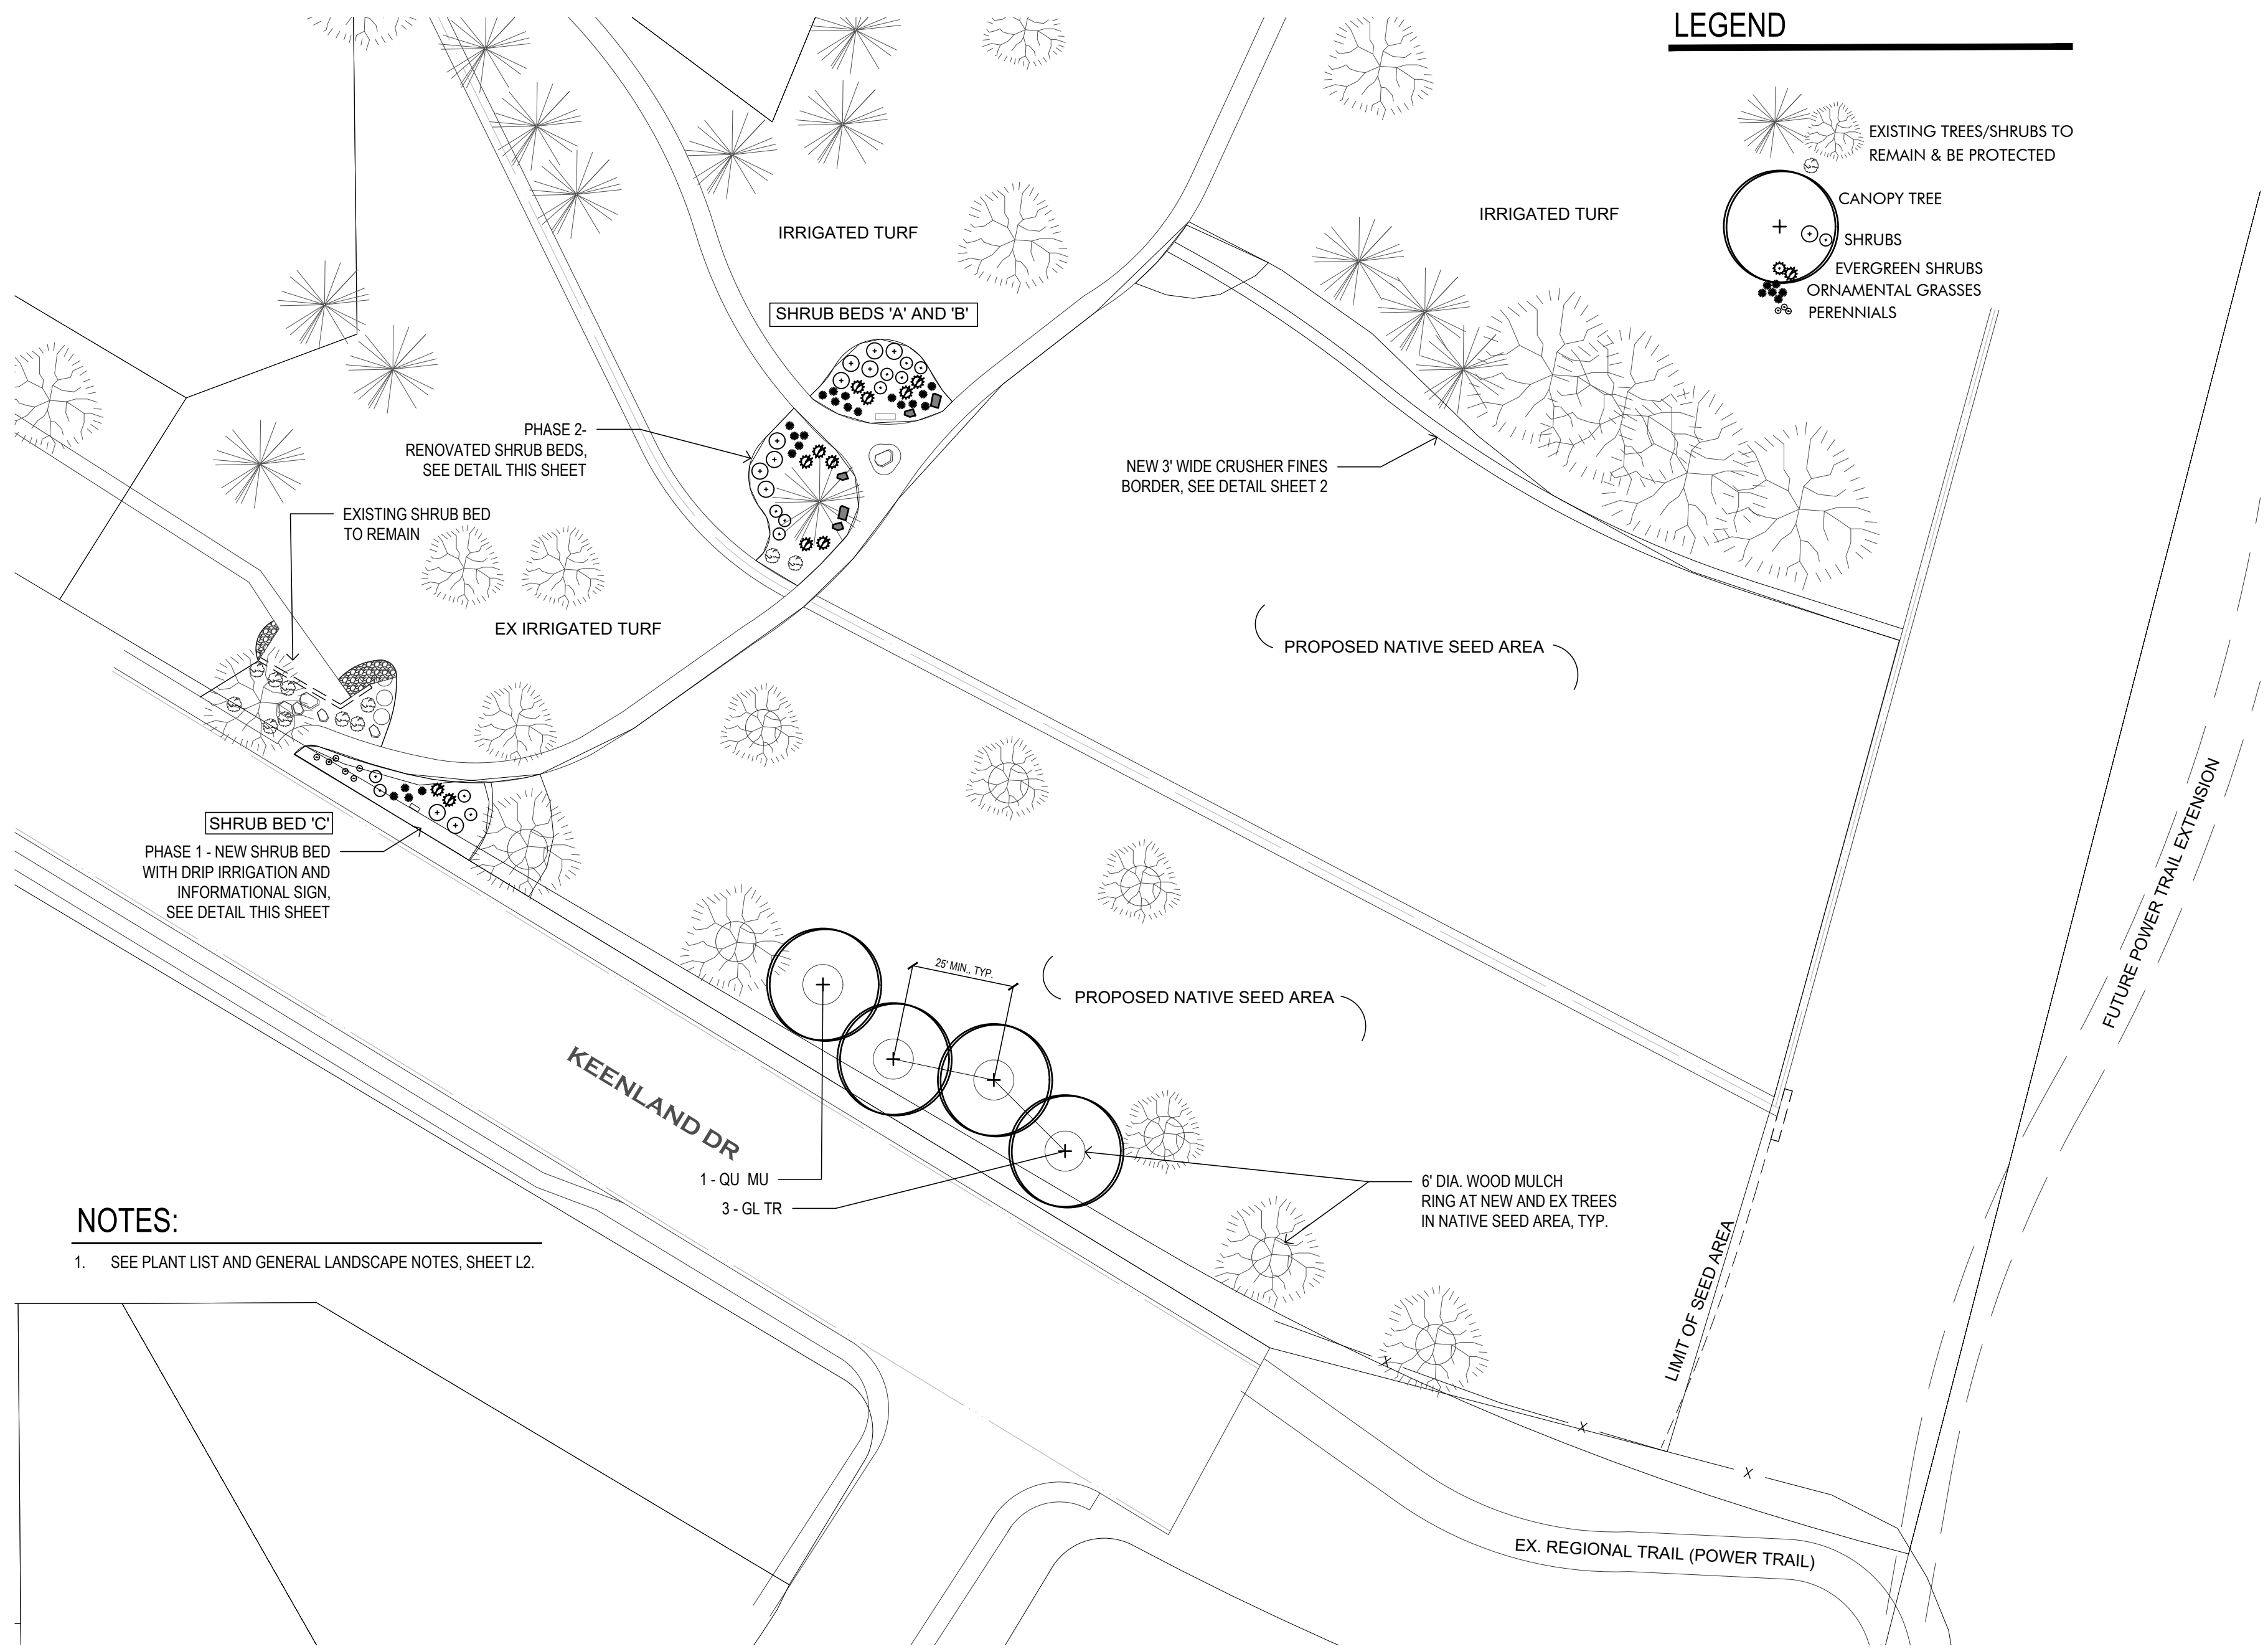 LEGEND
EXISTING TREES/SHRUBS TO
REMAIN & BE PROTECTED
CANOPY TREE
SHRUBS
EVERGREEN SHRUBS
ORNAMENTAL GRASSES
PERENNIALS
IRRIGATED TURF
IRRIGATED TURF
SHRUB BEDS 'A' AND 'B'
PHASE 2-
RENOVATED SHRUB BEDS,
SEE DETAIL THIS SHEET
NEW 3' WIDE CRUSHER FINES
BORDER, SEE DETAIL SHEET 2
EXISTING SHRUB BED
TO REMAIN
EX IRRIGATED TURF
PROPOSED NATIVE SEED AREA
SHRUB BED 'C'
PHASE 1 - NEW SHRUB BED
WITH DRIP IRRIGATION AND
INFORMATIONAL SIGN,
SEE DETAIL THIS SHEET
25' MIN., TYP.
PROPOSED NATIVE SEED AREA
FUTURE POWER TRAIL EXTENSION
KEENLAND DR
1 - QU MU
3 - GL TR
6' DIA. WOOD MULCH
RING AT NEW AND EX TREES
IN NATIVE SEED AREA, TYP.
LIMIT OF SEED AREA
NOTES:
1. SEE PLANT LIST AND GENERAL LANDSCAPE NOTES, SHEET L2.
X
X
X
EX. REGIONAL TRAIL (POWER TRAIL)